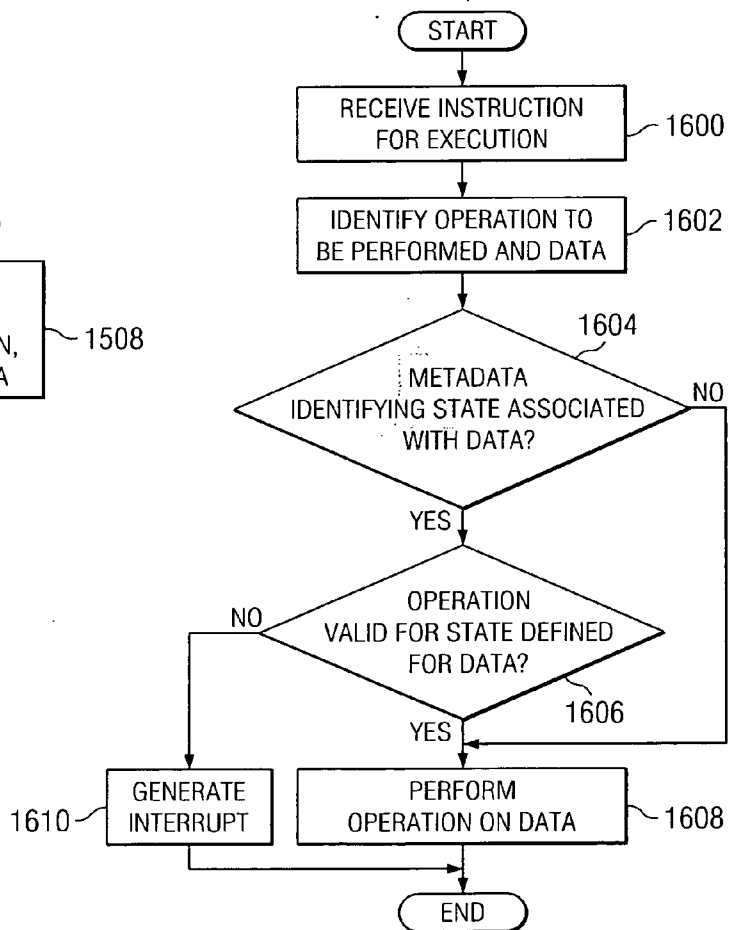 START
RECEIVE INSTRUCTION
FOR EXECUTION
1600
IDENTIFY OPERATION TO
BE PERFORMED AND DATA
1602
N,
A
1508
1604
METADATA
IDENTIFYING STATE ASSOCIATED
WITH DATA?
NO
YES
OPERATION
VALID FOR STATE DEFINED
FOR DATA?
NO
1606
YES
GENERATE
INTERRUPT
1610
PERFORM
OPERATION ON DATA
1608
END